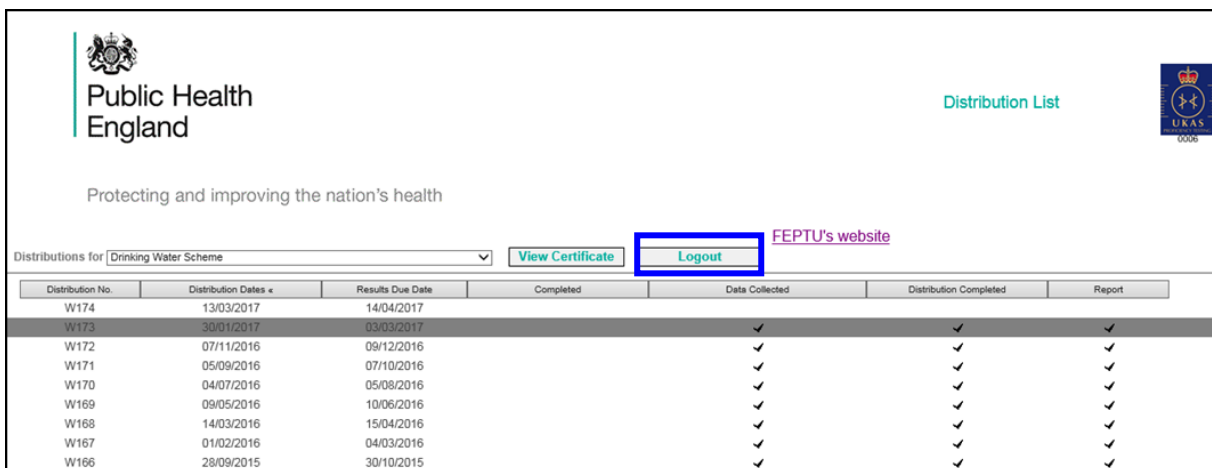 Public Health
England
Distribution List
UKAS
PROFICIENCY TESTING
0006
Protecting and improving the nation's health
FEPTU's website
Distributions for Drinking Water Scheme View Certificate Logout
Distribution No. Distribution Dates « Results Due Date Completed Data Collected Distribution Completed Report
W174 13/03/2017 14/04/2017
W173 30/01/2017 03/03/2017 ✓ ✓ ✓
W172 07/11/2016 09/12/2016 ✓ ✓ ✓
W171 05/09/2016 07/10/2016 ✓ ✓ ✓
W170 04/07/2016 05/08/2016 ✓ ✓ ✓
W169 09/05/2016 10/06/2016 ✓ ✓ ✓
W168 14/03/2016 15/04/2016 ✓ ✓ ✓
W167 01/02/2016 04/03/2016 ✓ ✓ ✓
W166 28/09/2015 30/10/2015 ✓ ✓ ✓